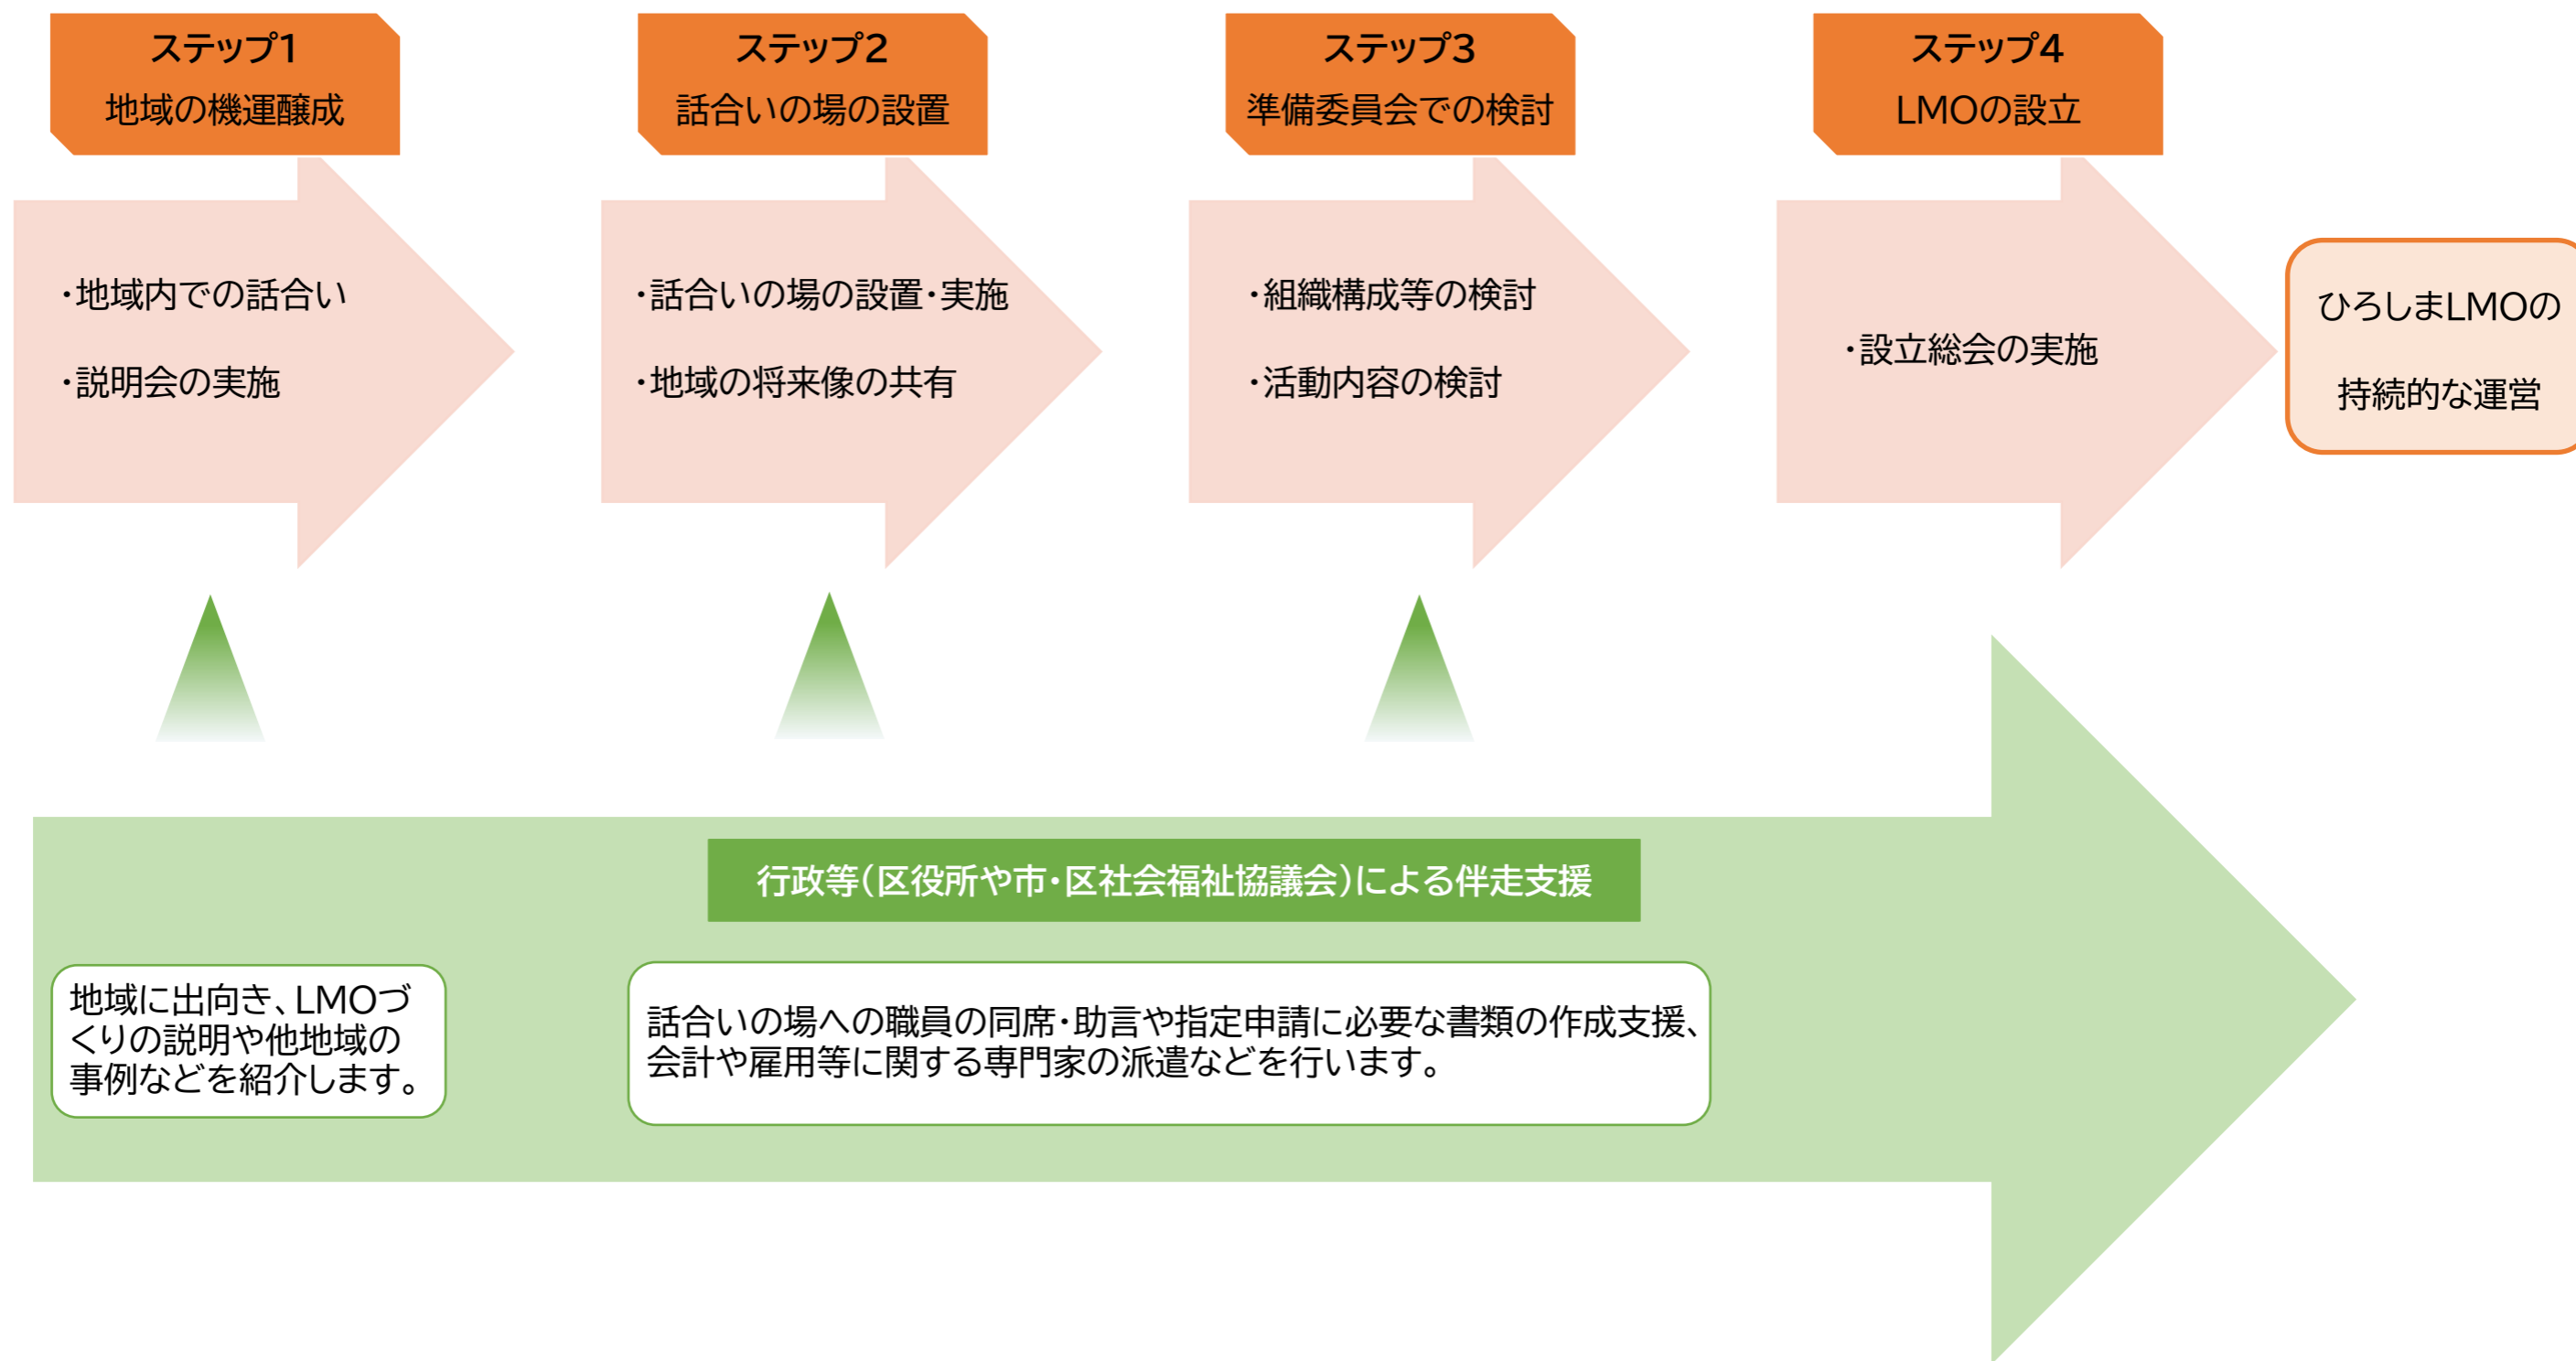 ステップ1
地域の機運醸成
ステップ2
話合いの場の設置
ステップ3
準備委員会での検討
ステップ4
LMOの設立
・地域内での話合い
・説明会の実施
・話合いの場の設置・実施
・地域の将来像の共有
・組織構成等の検討
・活動内容の検討
・設立総会の実施
ひろしまLMOの
持続的な運営
行政等(区役所や市・区社会福祉協議会)による伴走支援
地域に出向き、LMOづ
くりの説明や他地域の
事例などを紹介します。
話合いの場への職員の同席・助言や指定申請に必要な書類の作成支援、
会計や雇用等に関する専門家の派遣などを行います。